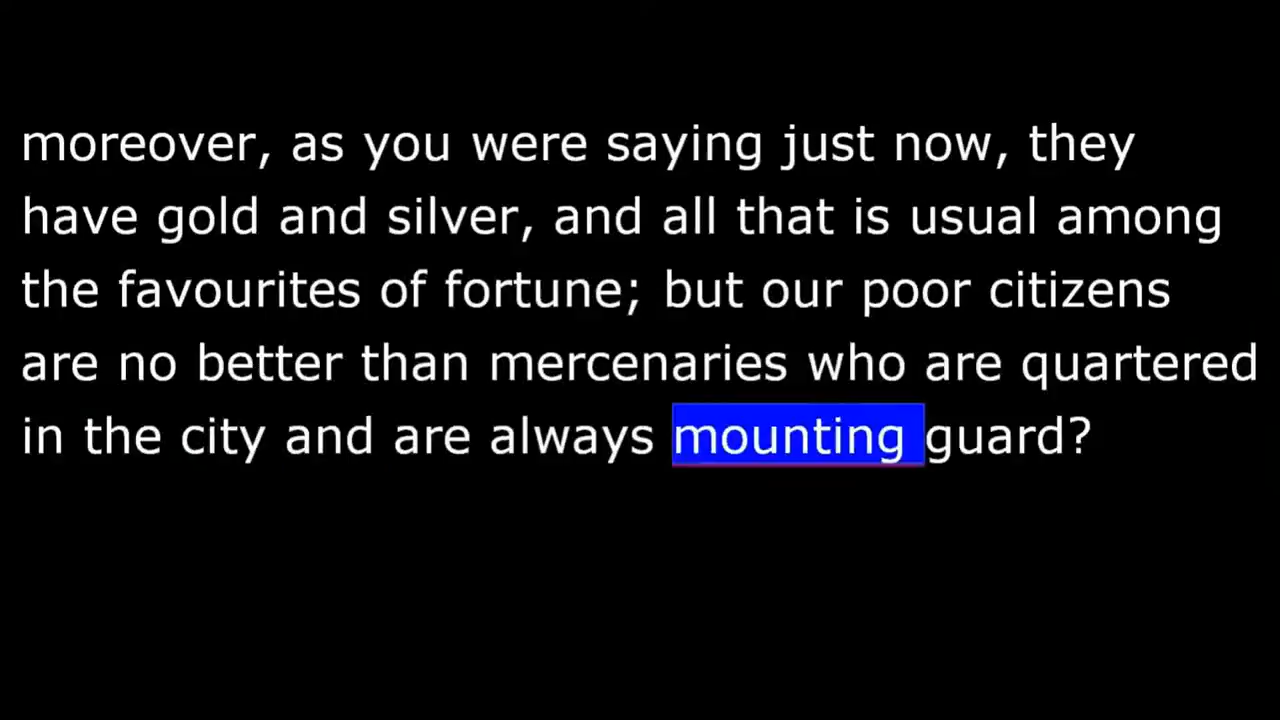 moreover, as you were saying just now, they
have gold and silver, and all that is usual among
the favourites of fortune; but our poor citizens
are no better than mercenaries who are quartered
in the city and are always mounting guard?